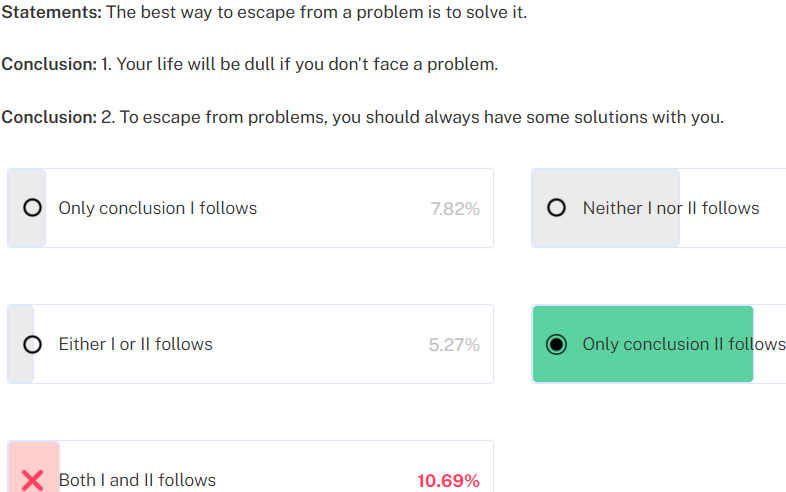 Statements: The best way to escape from a problem is to solve it.
Conclusion: 1. Your life will be dull if you don't face a problem.
Conclusion: 2. To escape from problems, you should always have some solutions with you.
Only conclusion I follows 7.82%
Neither I nor II follows
Either I or II follows 5.27%
Only conclusion II follows
Both I and II follows 10.69%